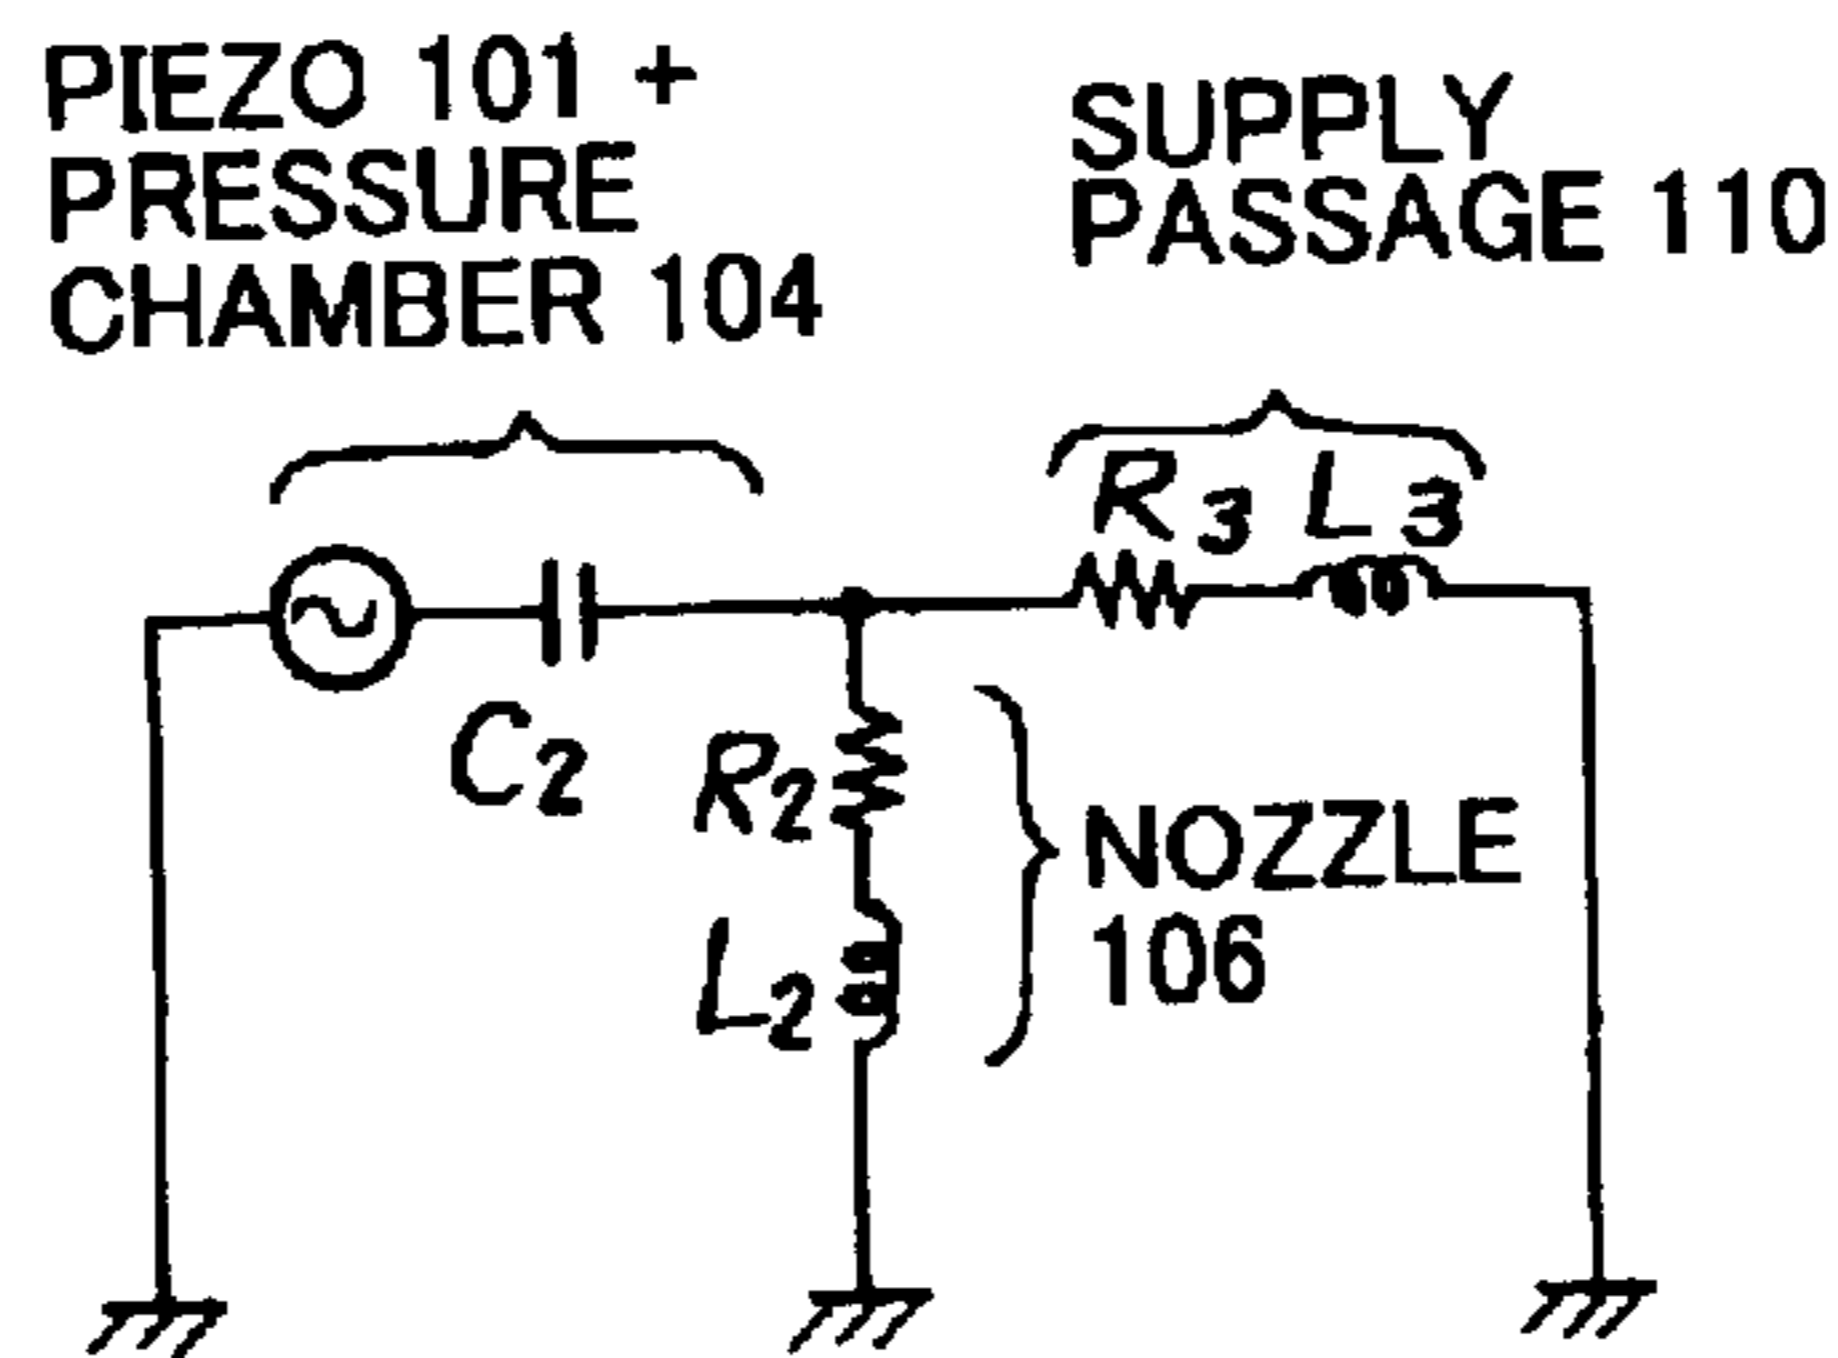 PIEZO 101 +
PRESSURE
CHAMBER 104
SUPPLY
PASSAGE 110
R3 L3
C2
R2
L2
NOZZLE
106